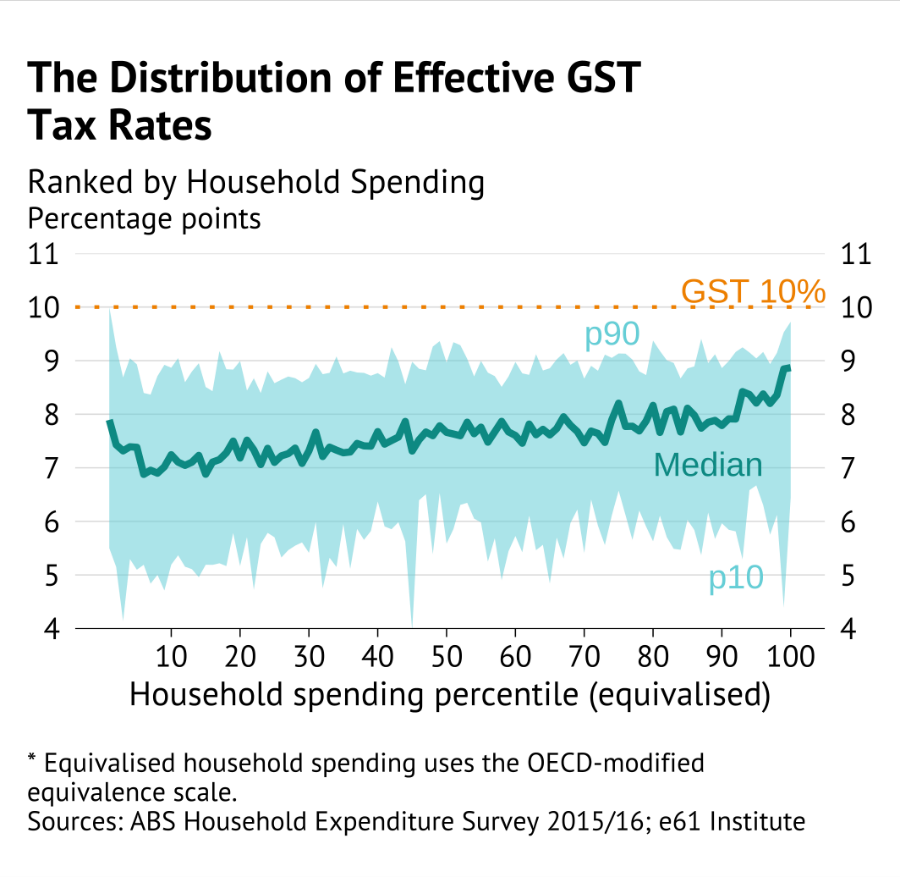 The Distribution of Effective GST
Tax Rates
Ranked by Household Spending
Percentage points
11 11
GST 10%
10 10
p90
9 9
8 8
Median
7 7
6 6
p10
5 5
4 4
10 20 30 40 50 60 70 80 90 100
Household spending percentile (equivalised)
* Equivalised household spending uses the OECD-modified
equivalence scale.
Sources: ABS Household Expenditure Survey 2015/16; e61 Institute